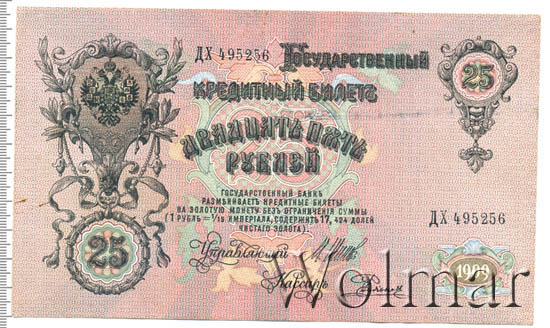 ДХ 495256
Государственный
Кредитный Билетъ
Двадцать пять
рублей
25
Государственный банкъ
размѣниваетъ кредитные билеты
на золотую монету безъ ограниченія суммы
(1 рубль = 1/15 имперіала, содержитъ 17,424 долей
чистаго золота).
ДХ 495256
25
Управляющій
Кассиръ
1909
Wolmar